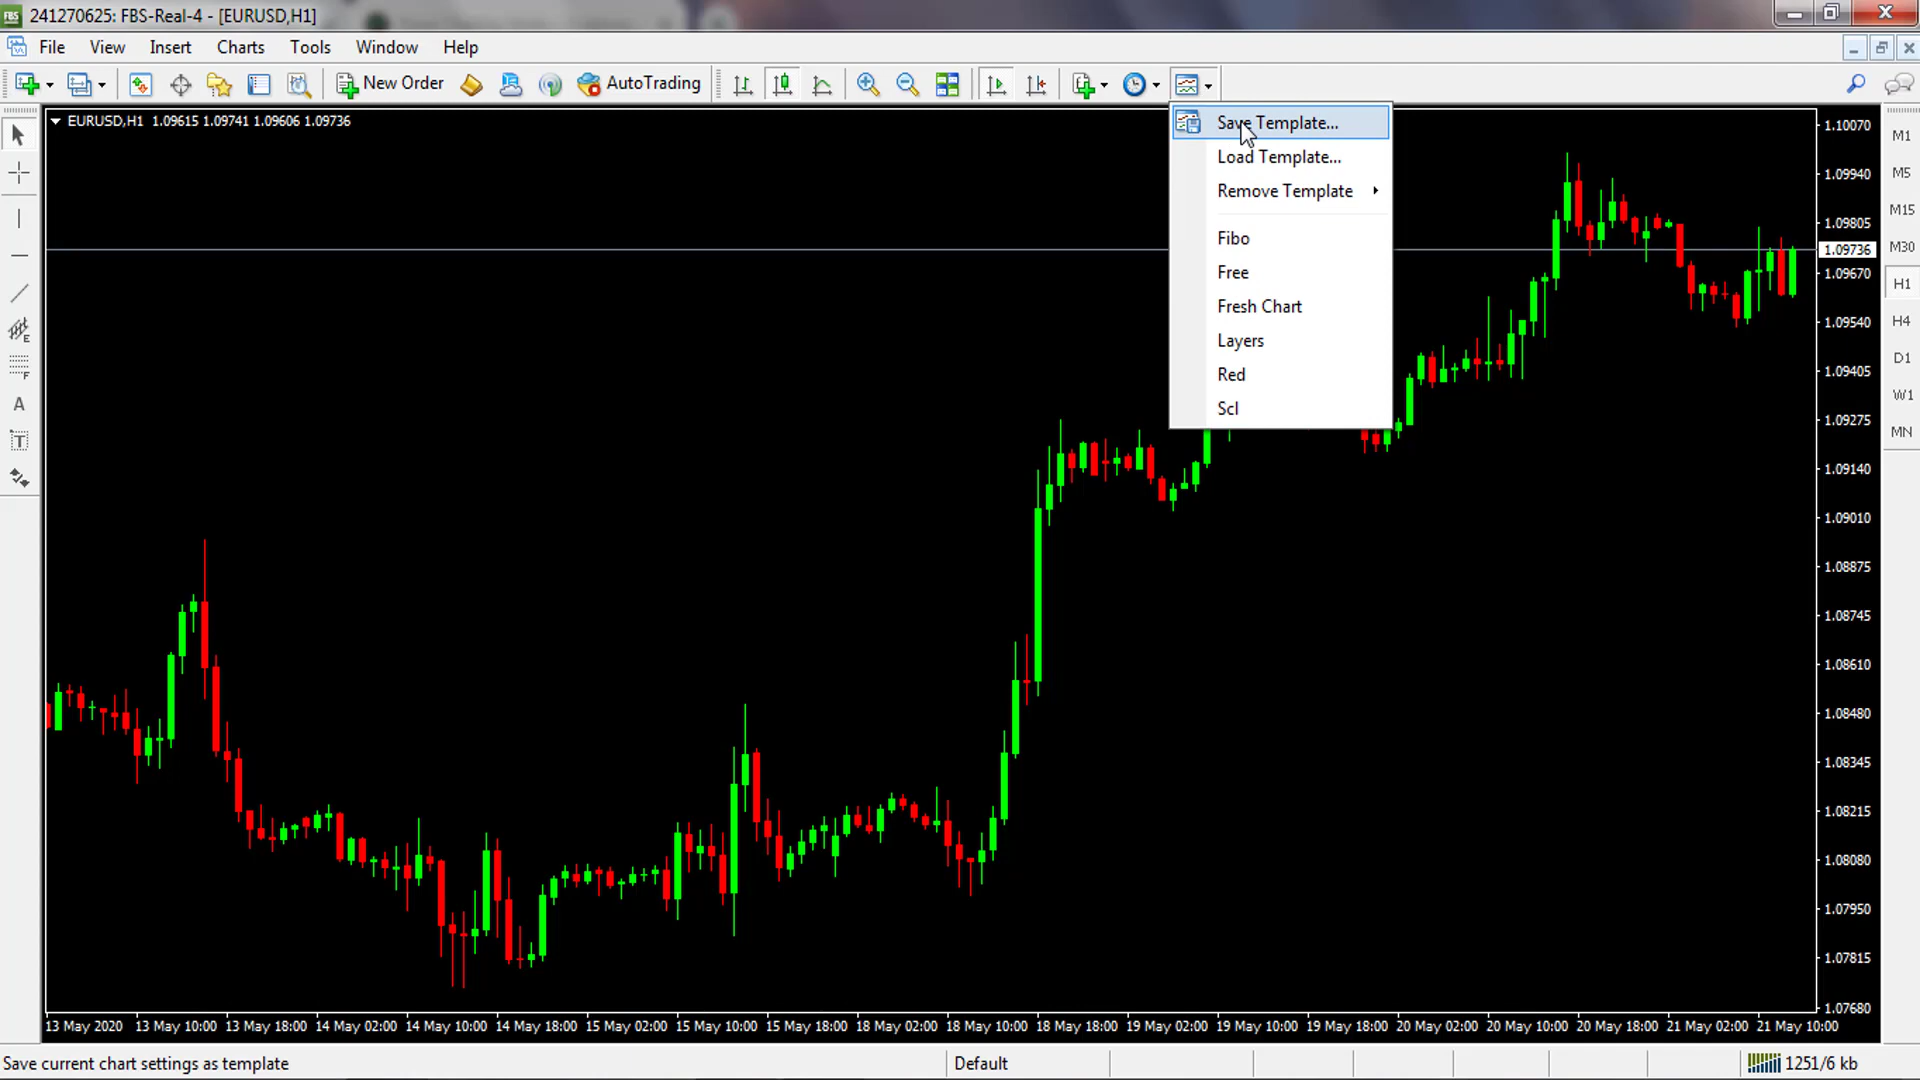 241270625: FBS-Real-4 - [EURUSD,H1]
File View Insert Charts Tools Window Help
New Order AutoTrading
EURUSD,H1 1.09615 1.09741 1.09606 1.09736
Save Template...
Load Template...
Remove Template
Fibo
Free
Fresh Chart
Layers
Red
Scl
1.10070
1.09940
1.09805
1.09736
1.09670
1.09540
1.09405
1.09275
1.09140
1.09010
1.08875
1.08745
1.08610
1.08480
1.08345
1.08215
1.08080
1.07950
1.07815
1.07680
M1
M5
M15
M30
H1
H4
D1
W1
MN
13 May 2020 13 May 10:00 13 May 18:00 14 May 02:00 14 May 10:00 14 May 18:00 15 May 02:00 15 May 10:00 15 May 18:00 18 May 02:00 18 May 10:00 18 May 18:00 19 May 02:00 19 May 10:00 19 May 18:00 20 May 02:00 20 May 10:00 20 May 18:00 21 May 02:00 21 May 10:00
Save current chart settings as template Default 1251/6 kb